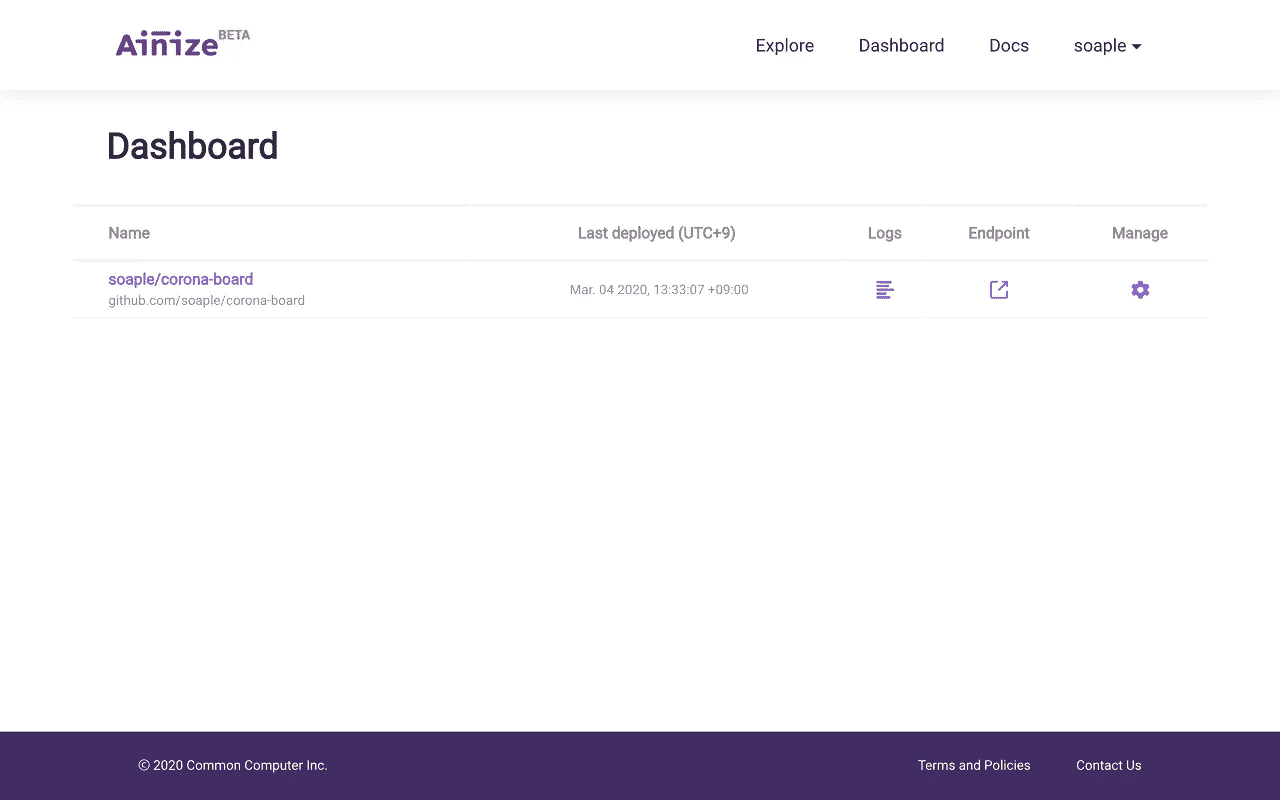 Ainize BETA
Explore Dashboard Docs soaple
Dashboard
Name Last deployed (UTC+9) Logs Endpoint Manage
soaple/corona-board
github.com/soaple/corona-board
Mar. 04 2020, 13:33:07 +09:00
© 2020 Common Computer Inc. Terms and Policies Contact Us